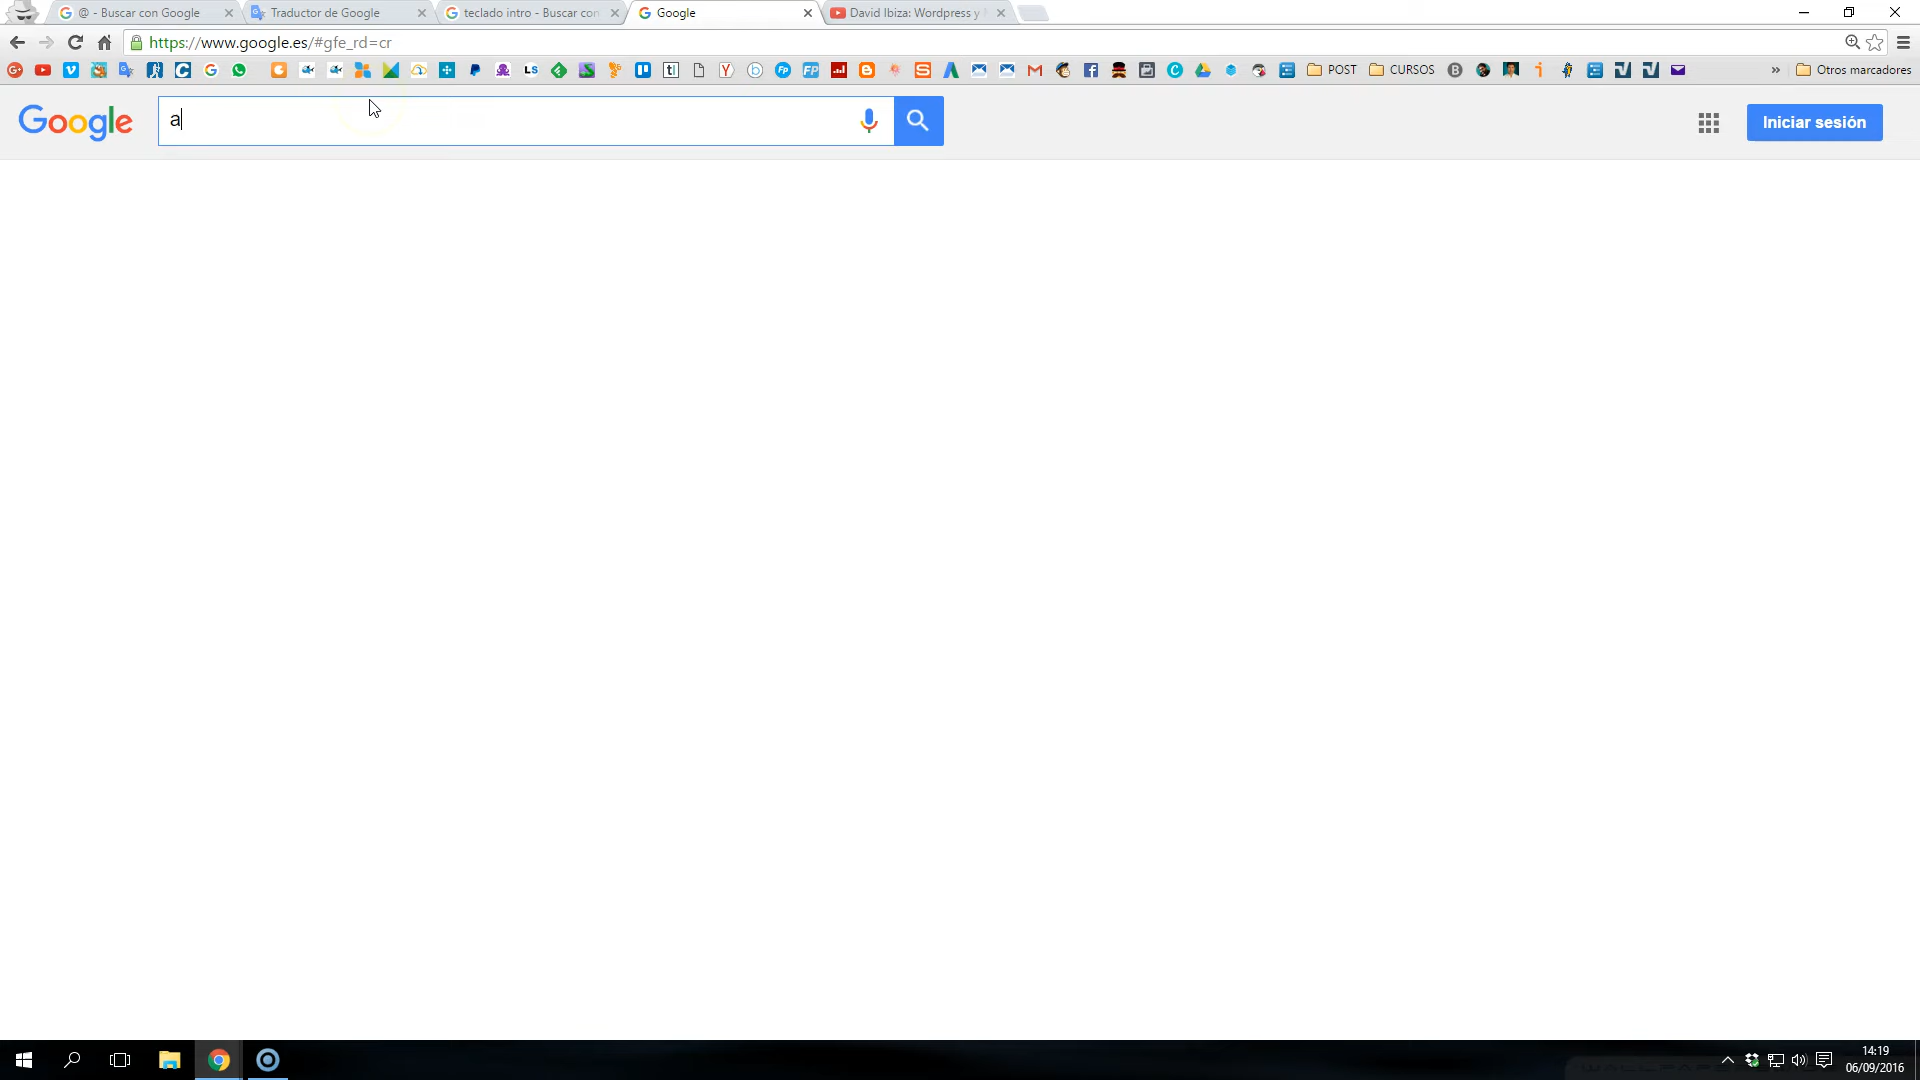 @ - Buscar con Google
Traductor de Google
teclado intro - Buscar con
Google
David Ibiza: Wordpress y
https://www.google.es/#gfe_rd=cr
POST
CURSOS
Otros marcadores
Google
a
Iniciar sesión
14:19
06/09/2016